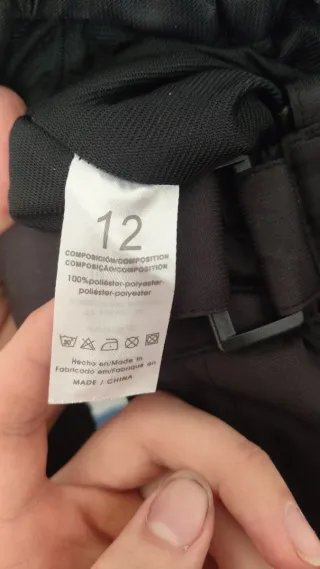 12
COMPOSICIÓN/COMPOSITION
COMPOSIÇÃO/COMPOSITION
100%poliéster-polyester
poliéster-polyester
Hecho en/Made in
Fabricado em/Fabriqué en
MADE / CHINA